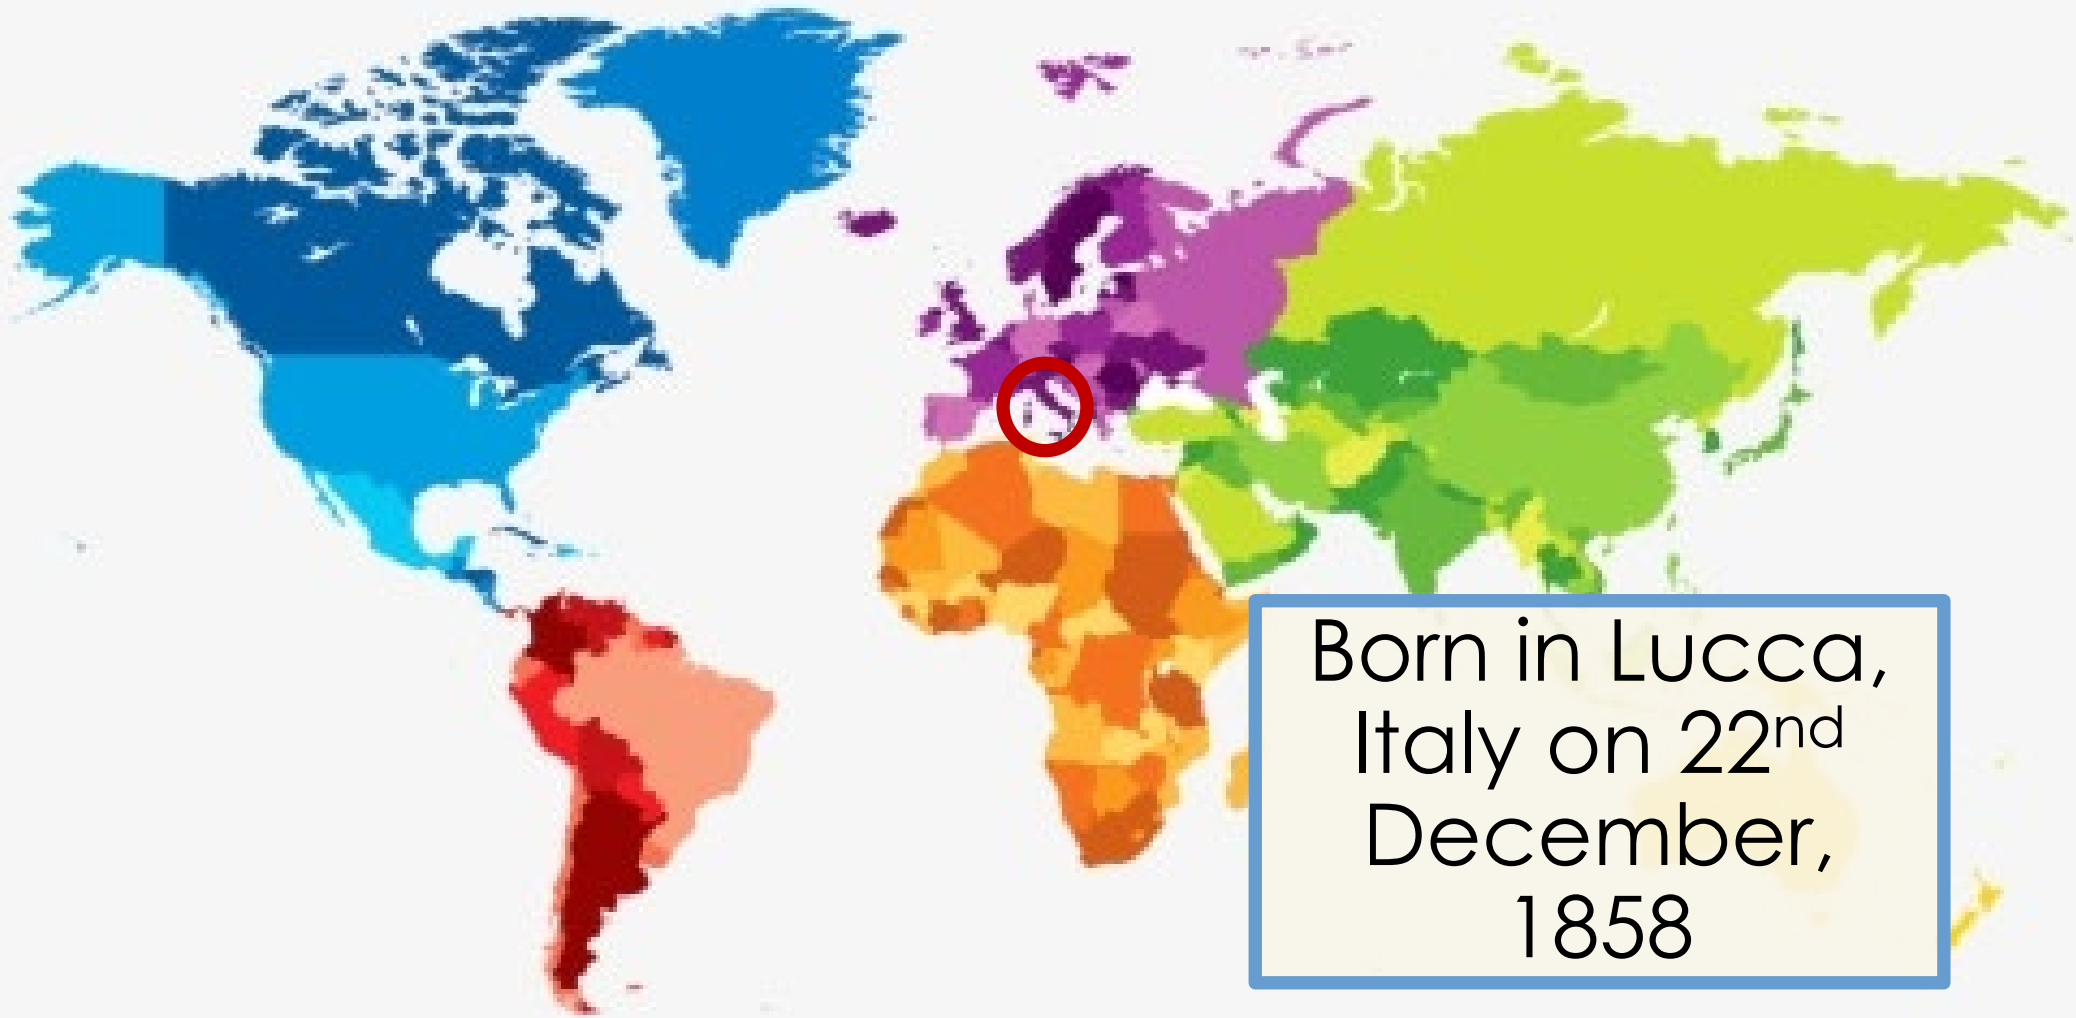 Born in Lucca,
Italy on 22nd
December,
1858